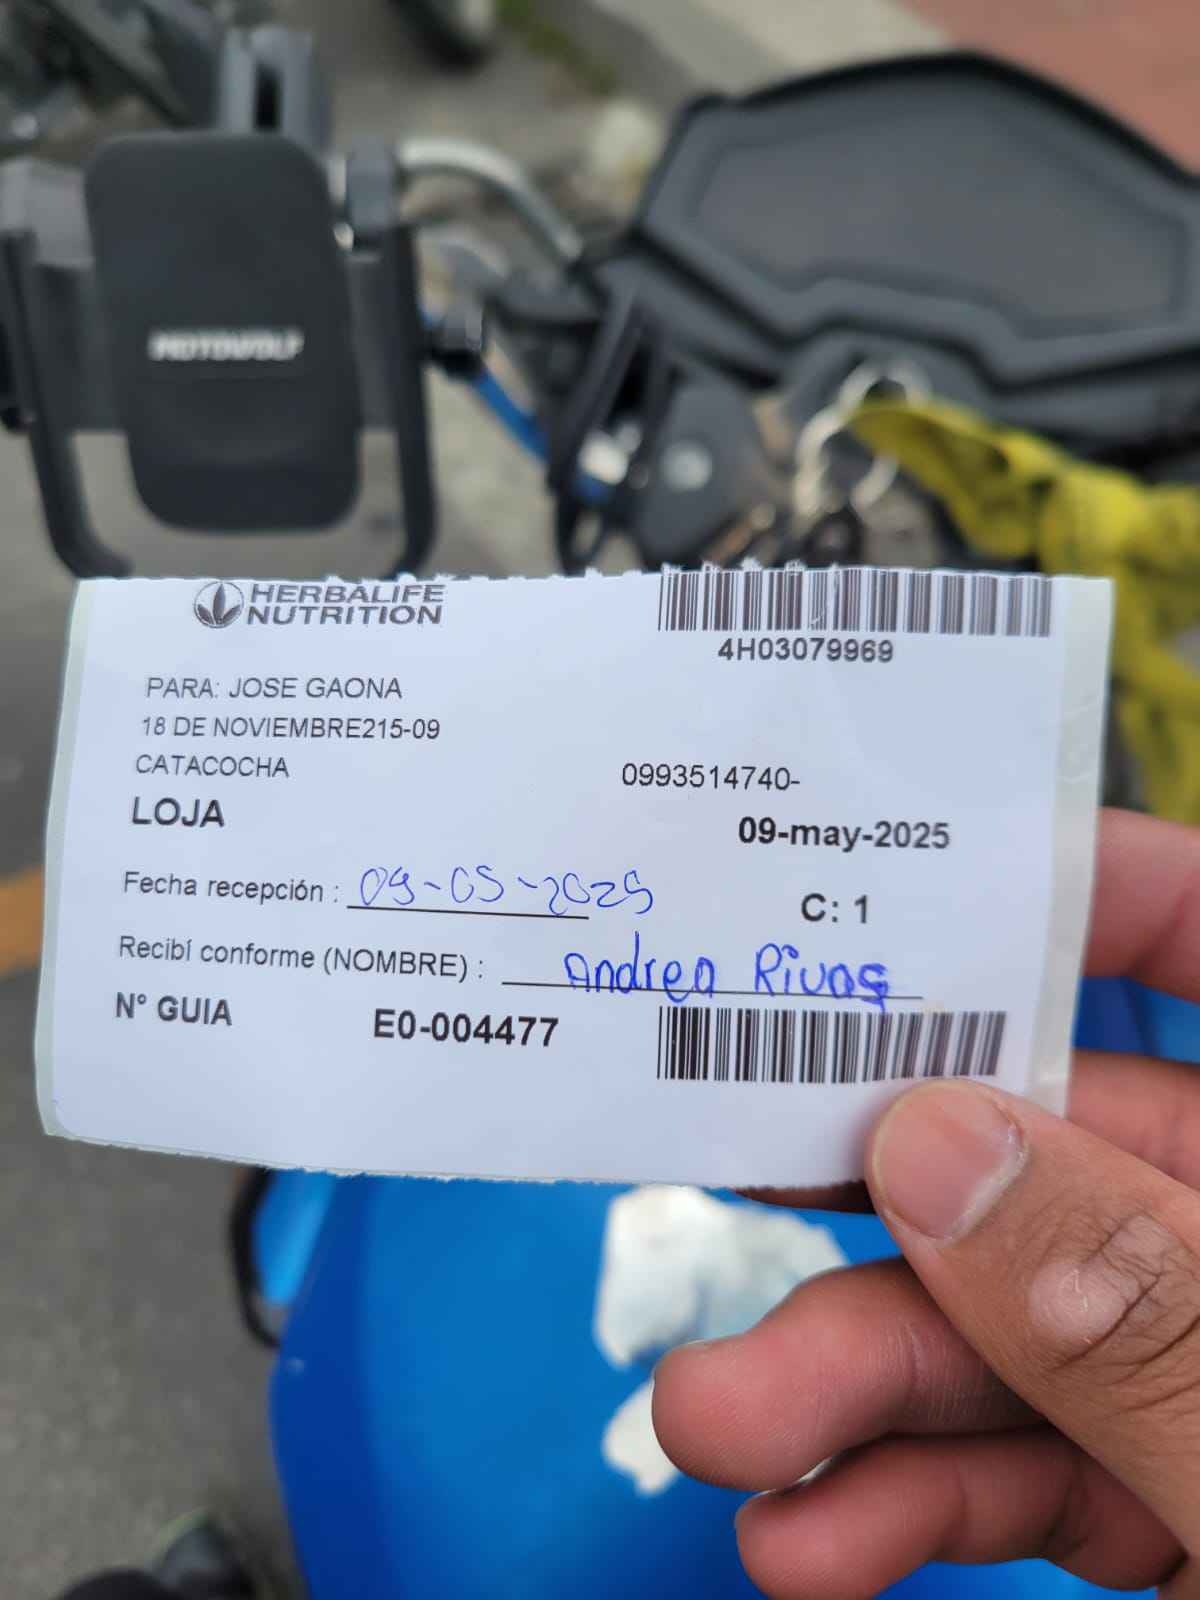 MOTOVOLT
HERBALIFE
NUTRITION
4H03079969
PARA: JOSE GAONA
18 DE NOVIEMBRE215-09
CATACOCHA
0993514740-
LOJA
09-may-2025
Fecha recepción : 09-05-2025
C: 1
Recibí conforme (NOMBRE) : Andrea Rivas
N° GUIA E0-004477